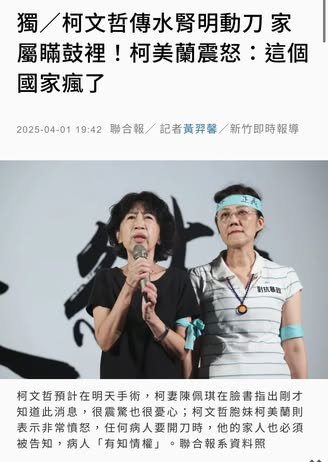 獨／柯文哲傳水腎明動刀 家
屬瞞鼓裡！柯美蘭震怒：這個
國家瘋了
2025-04-01 19:42 聯合報／ 記者黃羿馨／新竹即時報導
正義
對抗暴政
柯文哲預計在明天手術，柯妻陳佩琪在臉書指出剛才
知道此消息，很震驚也很憂心；柯文哲胞妹柯美蘭則
表示非常憤怒，任何病人要開刀時，他的家人也必須
被告知，病人「有知情權」。聯合報系資料照